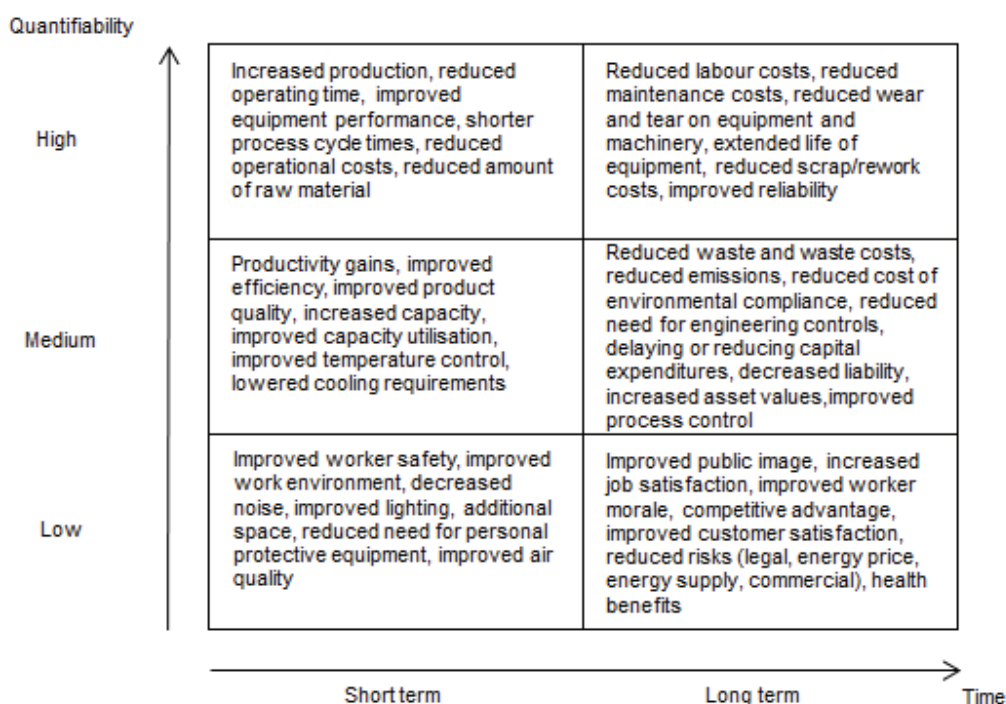 Quantifiability
High
Increased production, reduced
operating time, improved
equipment performance, shorter
process cycle times, reduced
operational costs, reduced amount
of raw material
Reduced labour costs, reduced
maintenance costs, reduced wear
and tear on equipment and
machinery, extended life of
equipment, reduced scrap/rework
costs, improved reliability
Medium
Productivity gains, improved
efficiency, improved product
quality, increased capacity,
improved capacity utilisation,
improved temperature control,
lowered cooling requirements
Reduced waste and waste costs,
reduced emissions, reduced cost of
environmental compliance, reduced
need for engineering controls,
delaying or reducing capital
expenditures, decreased liability,
increased asset values,improved
process control
Low
Improved worker safety, improved
work environment, decreased
noise, improved lighting, additional
space, reduced need for personal
protective equipment, improved air
quality
Improved public image, increased
job satisfaction, improved worker
morale, competitive advantage,
improved customer satisfaction,
reduced risks (legal, energy price,
energy supply, commercial), health
benefits
Short term
Long term
Time